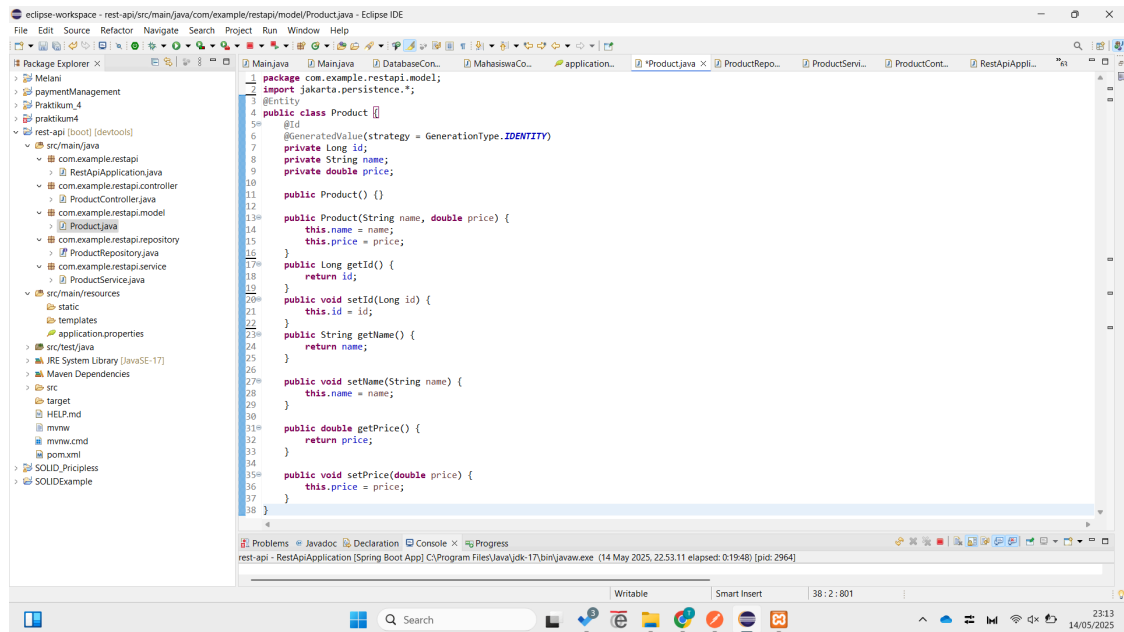 eclipse-workspace - rest-api/src/main/java/com/example/restapi/model/Product.java - Eclipse IDE
File Edit Source Refactor Navigate Search Project Run Window Help
Package Explorer
Main.java Main.java DatabaseCon... MahasiswaCo... application... *Product.java ProductRepo... ProductServi... ProductCont... RestApiAppli... »63
Melani
paymentManagement
Praktikum_4
praktikum4
rest-api [boot] [devtools]
src/main/java
com.example.restapi
RestApiApplication.java
com.example.restapi.controller
ProductController.java
com.example.restapi.model
Product.java
com.example.restapi.repository
ProductRepository.java
com.example.restapi.service
ProductService.java
src/main/resources
static
templates
application.properties
src/test/java
JRE System Library [JavaSE-17]
Maven Dependencies
src
target
HELP.md
mvnw
mvnw.cmd
pom.xml
SOLID_Pricipless
SOLIDExample
1 package com.example.restapi.model;
2 import jakarta.persistence.*;
3 @Entity
4 public class Product {
5 @Id
6 @GeneratedValue(strategy = GenerationType.IDENTITY)
7 private Long id;
8 private String name;
9 private double price;
10
11 public Product() {}
12
13 public Product(String name, double price) {
14 this.name = name;
15 this.price = price;
16 }
17 public Long getId() {
18 return id;
19 }
20 public void setId(Long id) {
21 this.id = id;
22 }
23 public String getName() {
24 return name;
25 }
26
27 public void setName(String name) {
28 this.name = name;
29 }
30
31 public double getPrice() {
32 return price;
33 }
34
35 public void setPrice(double price) {
36 this.price = price;
37 }
38 }
Problems Javadoc Declaration Console Progress
rest-api - RestApiApplication [Spring Boot App] C:\Program Files\Java\jdk-17\bin\javaw.exe (14 May 2025, 22.53.11 elapsed: 0:19:48) [pid: 2964]
Writable Smart Insert 38 : 2 : 801
Search
3
23:13
14/05/2025